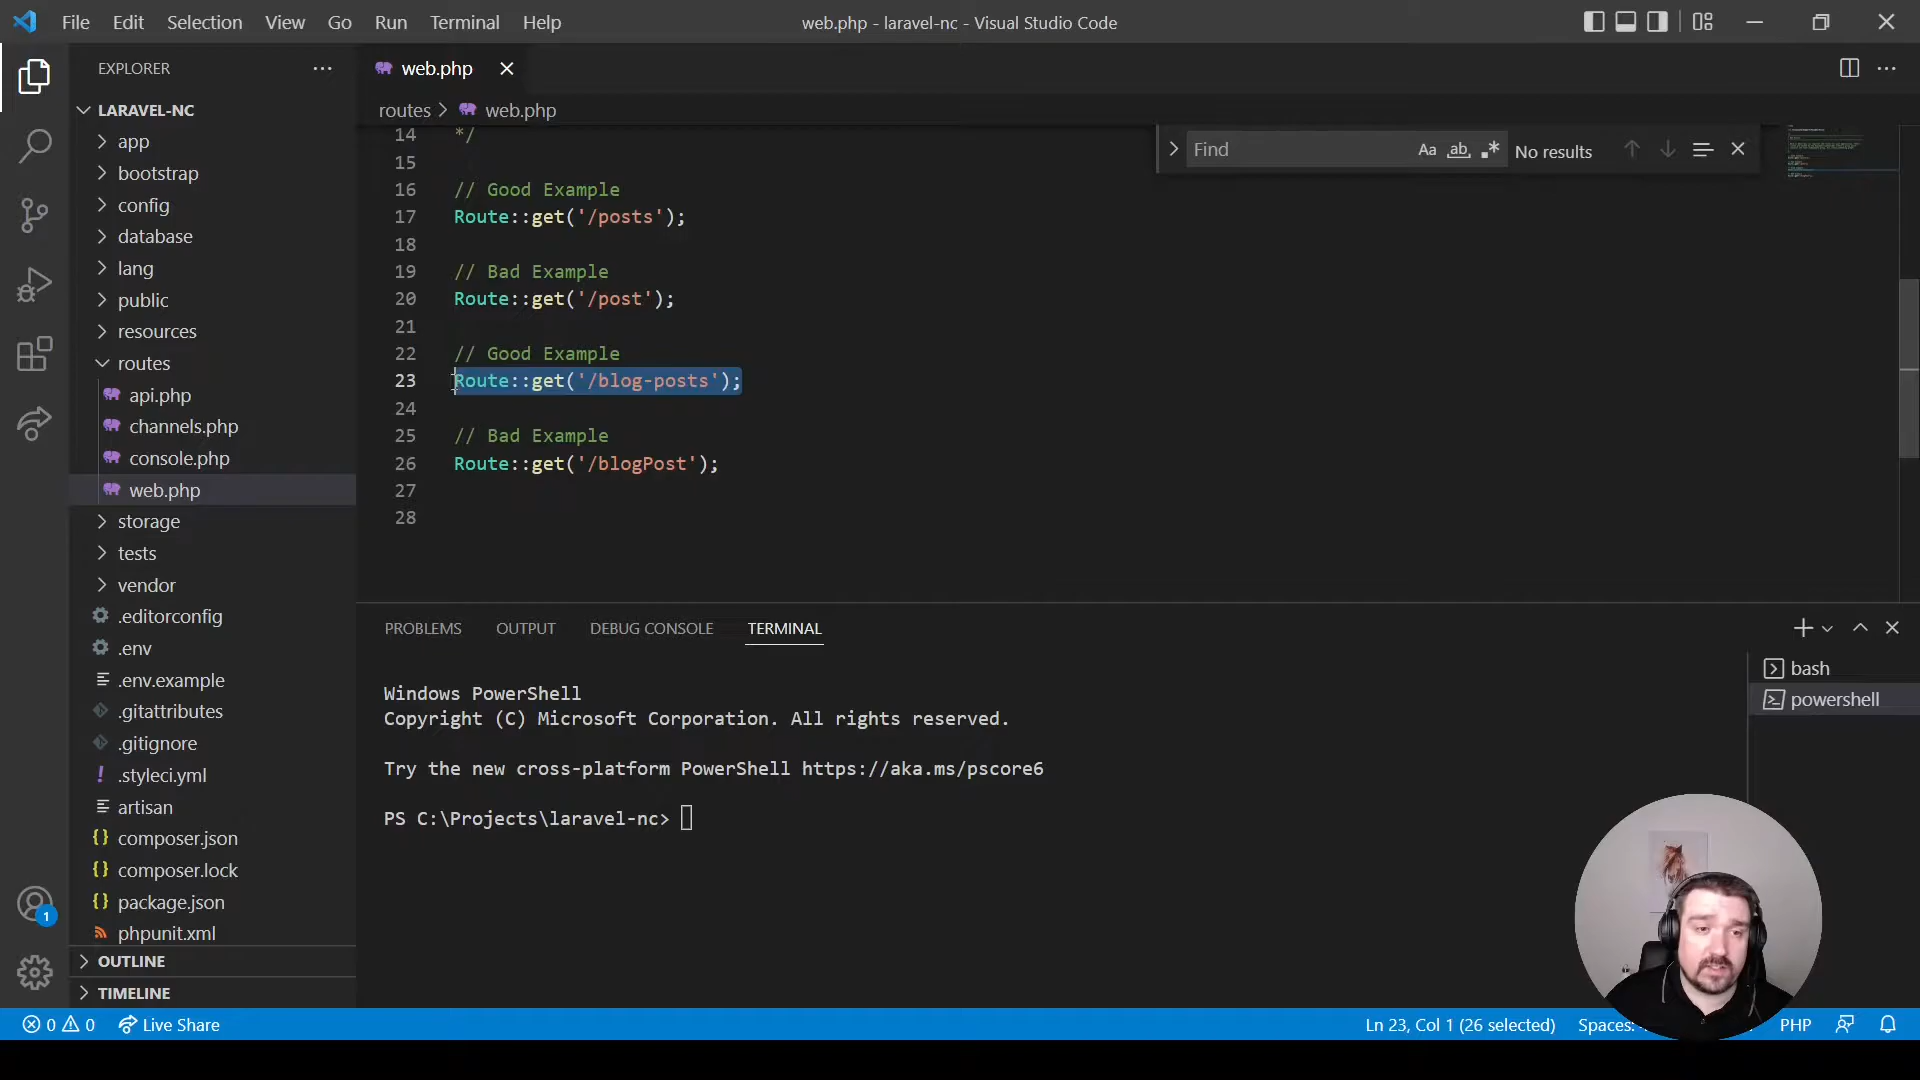 File Edit Selection View Go Run Terminal Help
web.php - laravel-nc - Visual Studio Code
EXPLORER
LARAVEL-NC
app
bootstrap
config
database
lang
public
resources
routes
api.php
channels.php
console.php
web.php
storage
tests
vendor
.editorconfig
.env
.env.example
.gitattributes
.gitignore
.styleci.yml
artisan
composer.json
composer.lock
package.json
phpunit.xml
OUTLINE
TIMELINE
web.php
routes > web.php
Find Aa ab .* No results
14 */
15
16 // Good Example
17 Route::get('/posts');
18
19 // Bad Example
20 Route::get('/post');
21
22 // Good Example
23 Route::get('/blog-posts');
24
25 // Bad Example
26 Route::get('/blogPost');
27
28
PROBLEMS OUTPUT DEBUG CONSOLE TERMINAL
Windows PowerShell
Copyright (C) Microsoft Corporation. All rights reserved.
Try the new cross-platform PowerShell https://aka.ms/pscore6
PS C:\Projects\laravel-nc>
bash
powershell
1
0 0 Live Share
Ln 23, Col 1 (26 selected) Spaces: PHP